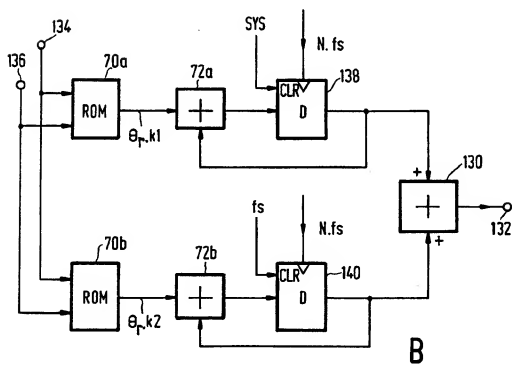 134
136
70a
ROM
θr.k1
72a
+
SYS
N.fs
138
CLR
D
+
130
+
132
+
70b
ROM
θr.k2
72b
+
fs
N.fs
140
CLR
D
B